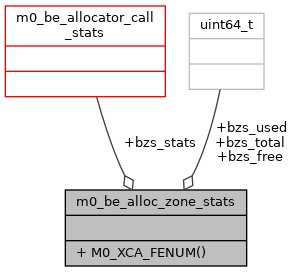 m0_be_allocator_call
_stats
uint64_t
+bzs_stats
+bzs_used
+bzs_total
+bzs_free
m0_be_alloc_zone_stats
+ M0_XCA_FENUM()